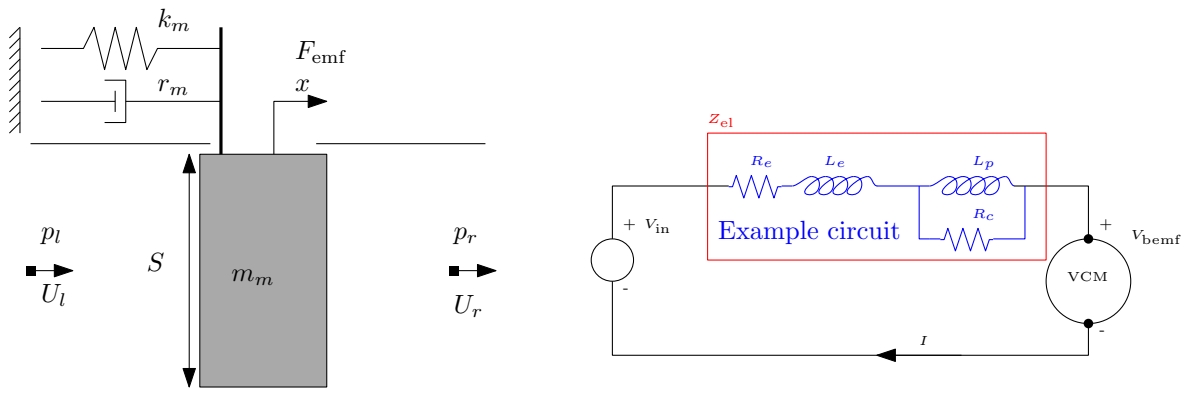 k_m
F_emf
r_m
x
p_l
S
m_m
U_l
p_r
U_r
Z_el
R_e
L_e
L_p
R_c
+ V_in
Example circuit
-
+
V_bemf
VCM
-
I